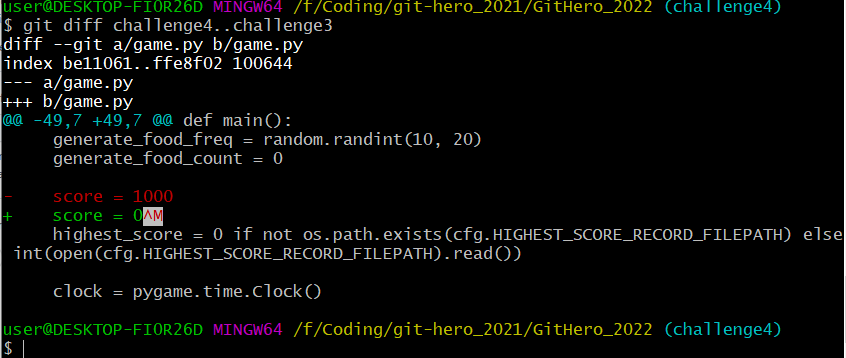 user@DESKTOP-FIOR26D MINGW64 /f/Coding/git-hero_2021/GitHero_2022 (challenge4)
$ git diff challenge4..challenge3
diff --git a/game.py b/game.py
index be11061..ffe8f02 100644
--- a/game.py
+++ b/game.py
@@ -49,7 +49,7 @@ def main():
     generate_food_freq = random.randint(10, 20)
     generate_food_count = 0

-    score = 1000
+    score = 0^M
     highest_score = 0 if not os.path.exists(cfg.HIGHEST_SCORE_RECORD_FILEPATH) else
 int(open(cfg.HIGHEST_SCORE_RECORD_FILEPATH).read())

     clock = pygame.time.Clock()

user@DESKTOP-FIOR26D MINGW64 /f/Coding/git-hero_2021/GitHero_2022 (challenge4)
$